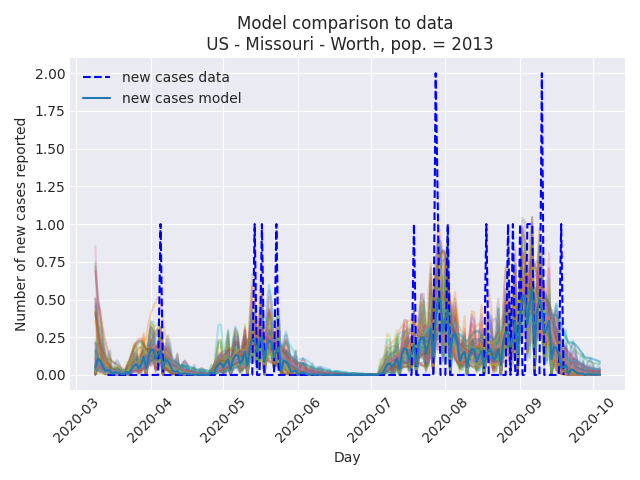 Model comparison to data
US - Missouri - Worth, pop. = 2013
new cases data
new cases model
Number of new cases reported
2.00
1.75
1.50
1.25
1.00
0.75
0.50
0.25
0.00
2020-03
2020-04
2020-05
2020-06
2020-07
2020-08
2020-09
2020-10
Day